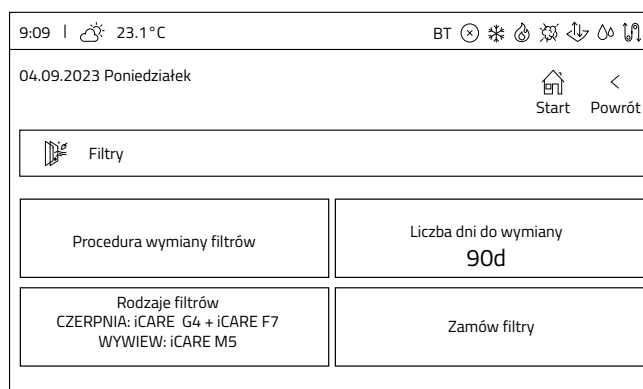 9:09 | 23.1°C BT
04.09.2023 Poniedziałek
Start Powrót
Filtry
Procedura wymiany filtrów
Liczba dni do wymiany
90d
Rodzaje filtrów
CZERPNIA: iCARE G4 + iCARE F7
WYWIEW: iCARE M5
Zamów filtry